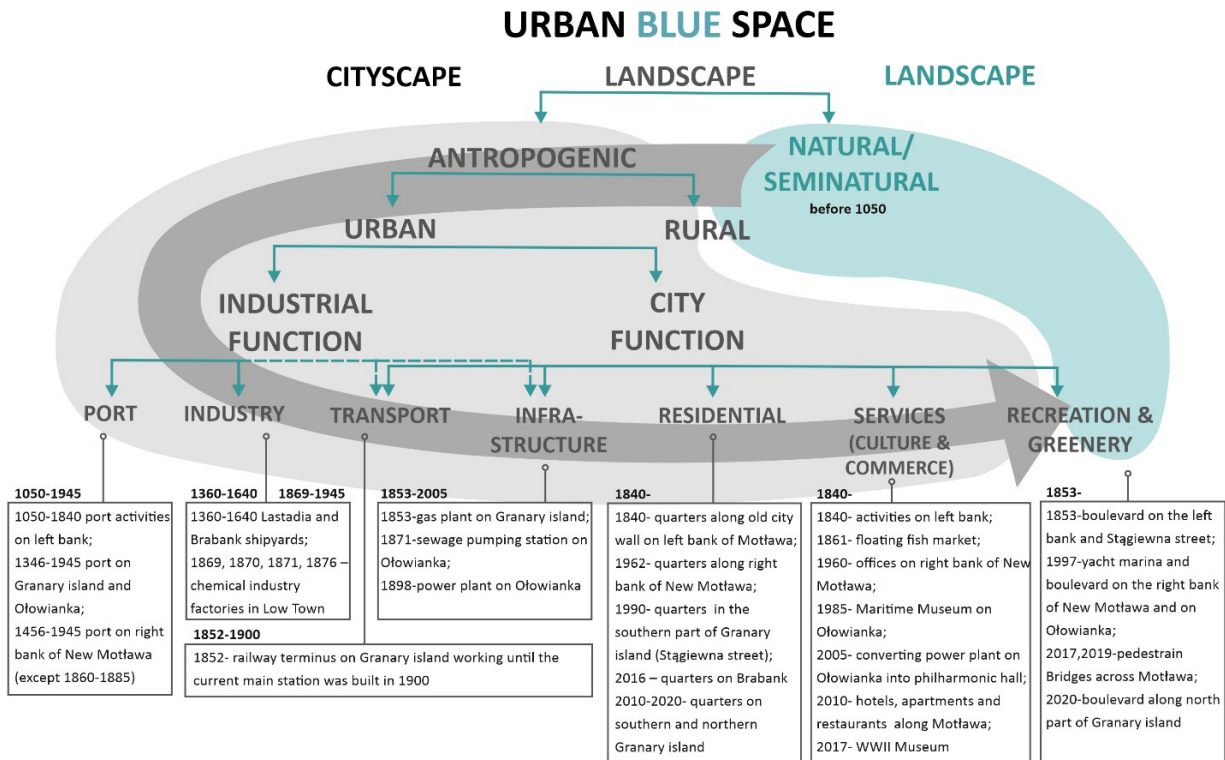 URBAN BLUE SPACE
CITYSCAPE
LANDSCAPE
LANDSCAPE
ANTROPOGENIC
NATURAL/
SEMINATURAL
before 1050
URBAN
RURAL
INDUSTRIAL
FUNCTION
CITY
FUNCTION
PORT
INDUSTRY
TRANSPORT
INFRA-
STRUCTURE
RESIDENTIAL
SERVICES
(CULTURE &
COMMERCE)
RECREATION &
GREENERY
1050-1945
1050-1840 port activities
on left bank;
1346-1945 port on
Granary island and
Ołowianka;
1456-1945 port on right
bank of New Motława
(except 1860-1885)
1360-1640 1869-1945
1360-1640 Lastadia and
Brabank shipyards;
1869, 1870, 1871, 1876 –
chemical industry
factories in Low Town
1852-1900
1852- railway terminus on Granary island working until the
current main station was built in 1900
1853-2005
1853-gas plant on Granary island;
1871-sewage pumping station on
Ołowianka;
1898-power plant on Ołowianka
1840-
1840- quarters along old city
wall on left bank of Motława;
1962- quarters along right
bank of New Motława;
1990- quarters in the
southern part of Granary
island (Stągiewna street);
2016 – quarters on Brabank
2010-2020- quarters on
southern and northern
Granary island
1840-
1840- activities on left bank;
1861- floating fish market;
1960- offices on right bank of New
Motława;
1985- Maritime Museum on
Ołowianka;
2005- converting power plant on
Ołowianka into philharmonic hall;
2010- hotels, apartments and
restaurants along Motława;
2017- WWII Museum
1853-
1853-boulevard on the left
bank and Stągiewna street;
1997-yacht marina and
boulevard on the right bank
of New Motława and on
Ołowianka;
2017,2019-pedestrain
Bridges across Motława;
2020-boulevard along north
part of Granary island